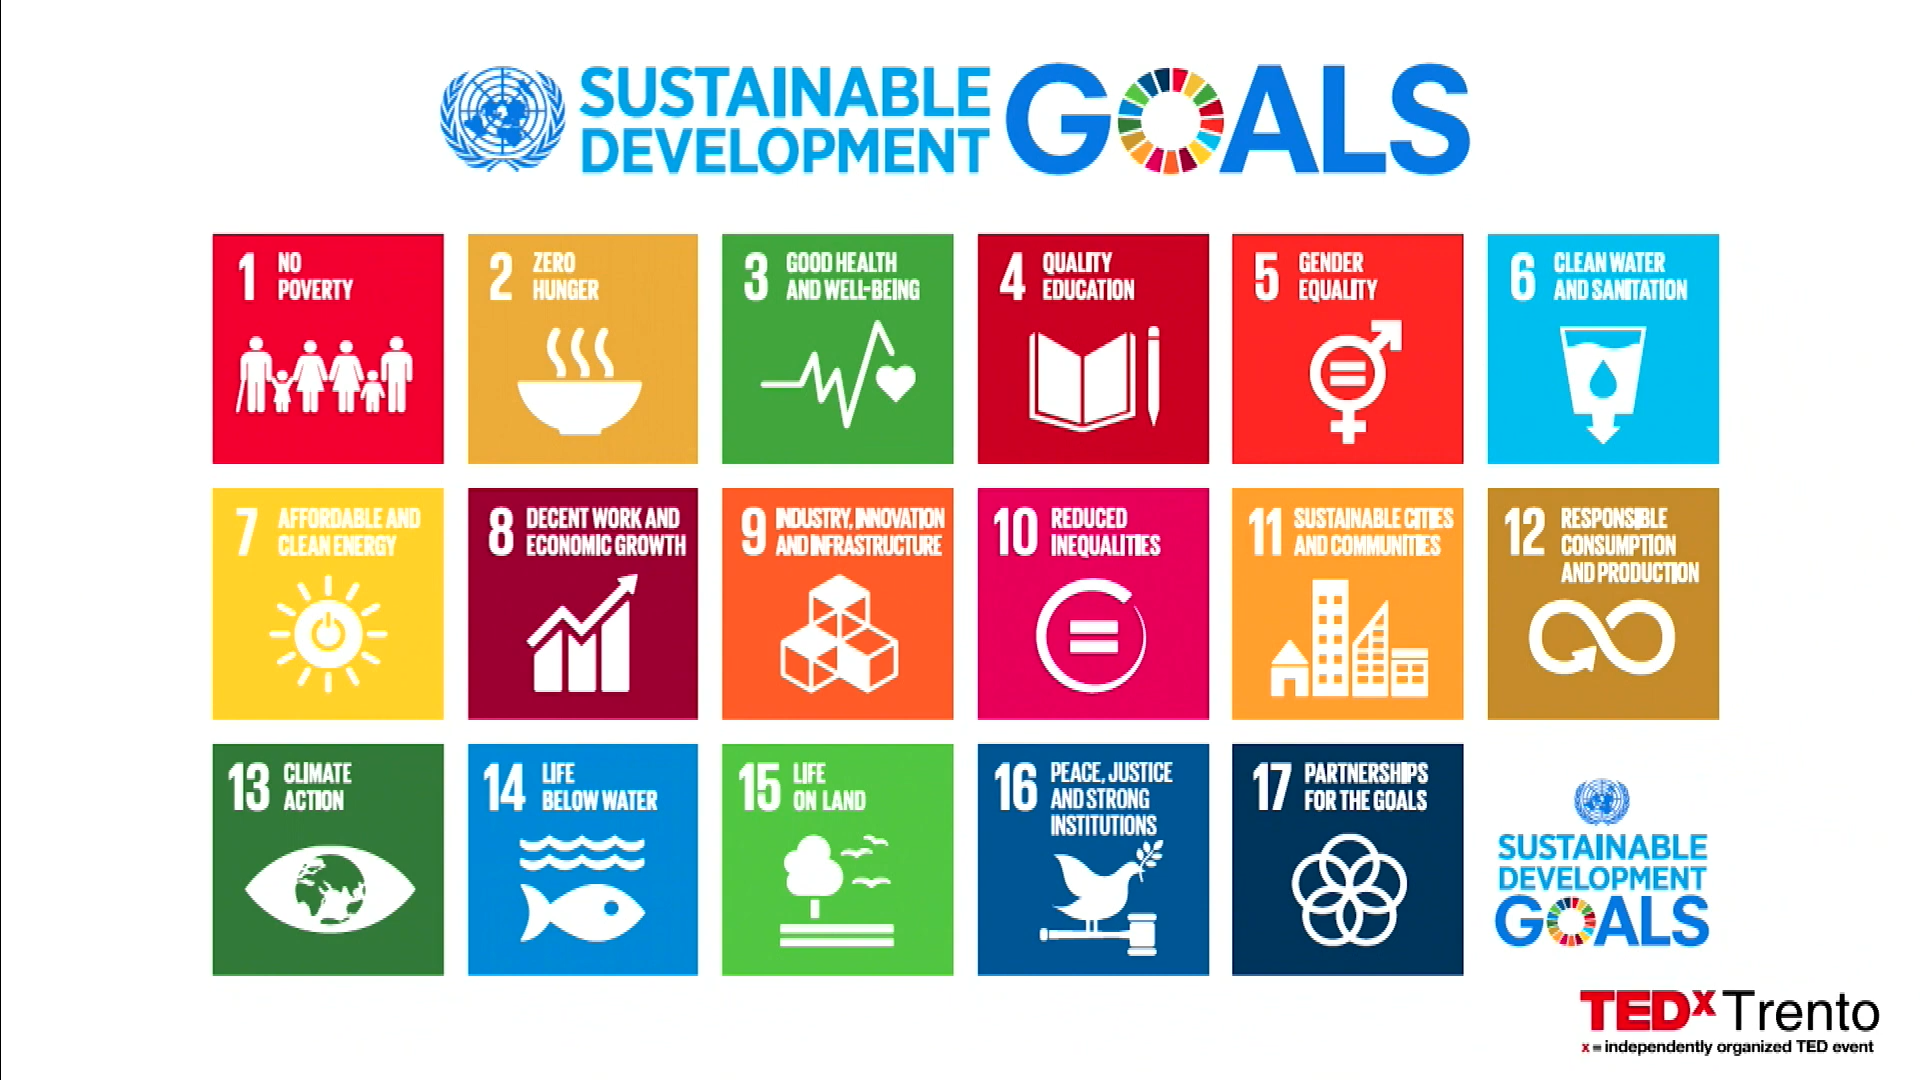 SUSTAINABLE
DEVELOPMENT
GOALS
1 NO
POVERTY
2 ZERO
HUNGER
3 GOOD HEALTH
AND WELL-BEING
4 QUALITY
EDUCATION
5 GENDER
EQUALITY
6 CLEAN WATER
AND SANITATION
7 AFFORDABLE AND
CLEAN ENERGY
8 DECENT WORK AND
ECONOMIC GROWTH
9 INDUSTRY, INNOVATION
AND INFRASTRUCTURE
10 REDUCED
INEQUALITIES
11 SUSTAINABLE CITIES
AND COMMUNITIES
12 RESPONSIBLE
CONSUMPTION
AND PRODUCTION
13 CLIMATE
ACTION
14 LIFE
BELOW WATER
15 LIFE
ON LAND
16 PEACE, JUSTICE
AND STRONG
INSTITUTIONS
17 PARTNERSHIPS
FOR THE GOALS
SUSTAINABLE
DEVELOPMENT
GOALS
TEDx Trento
x = independently organized TED event